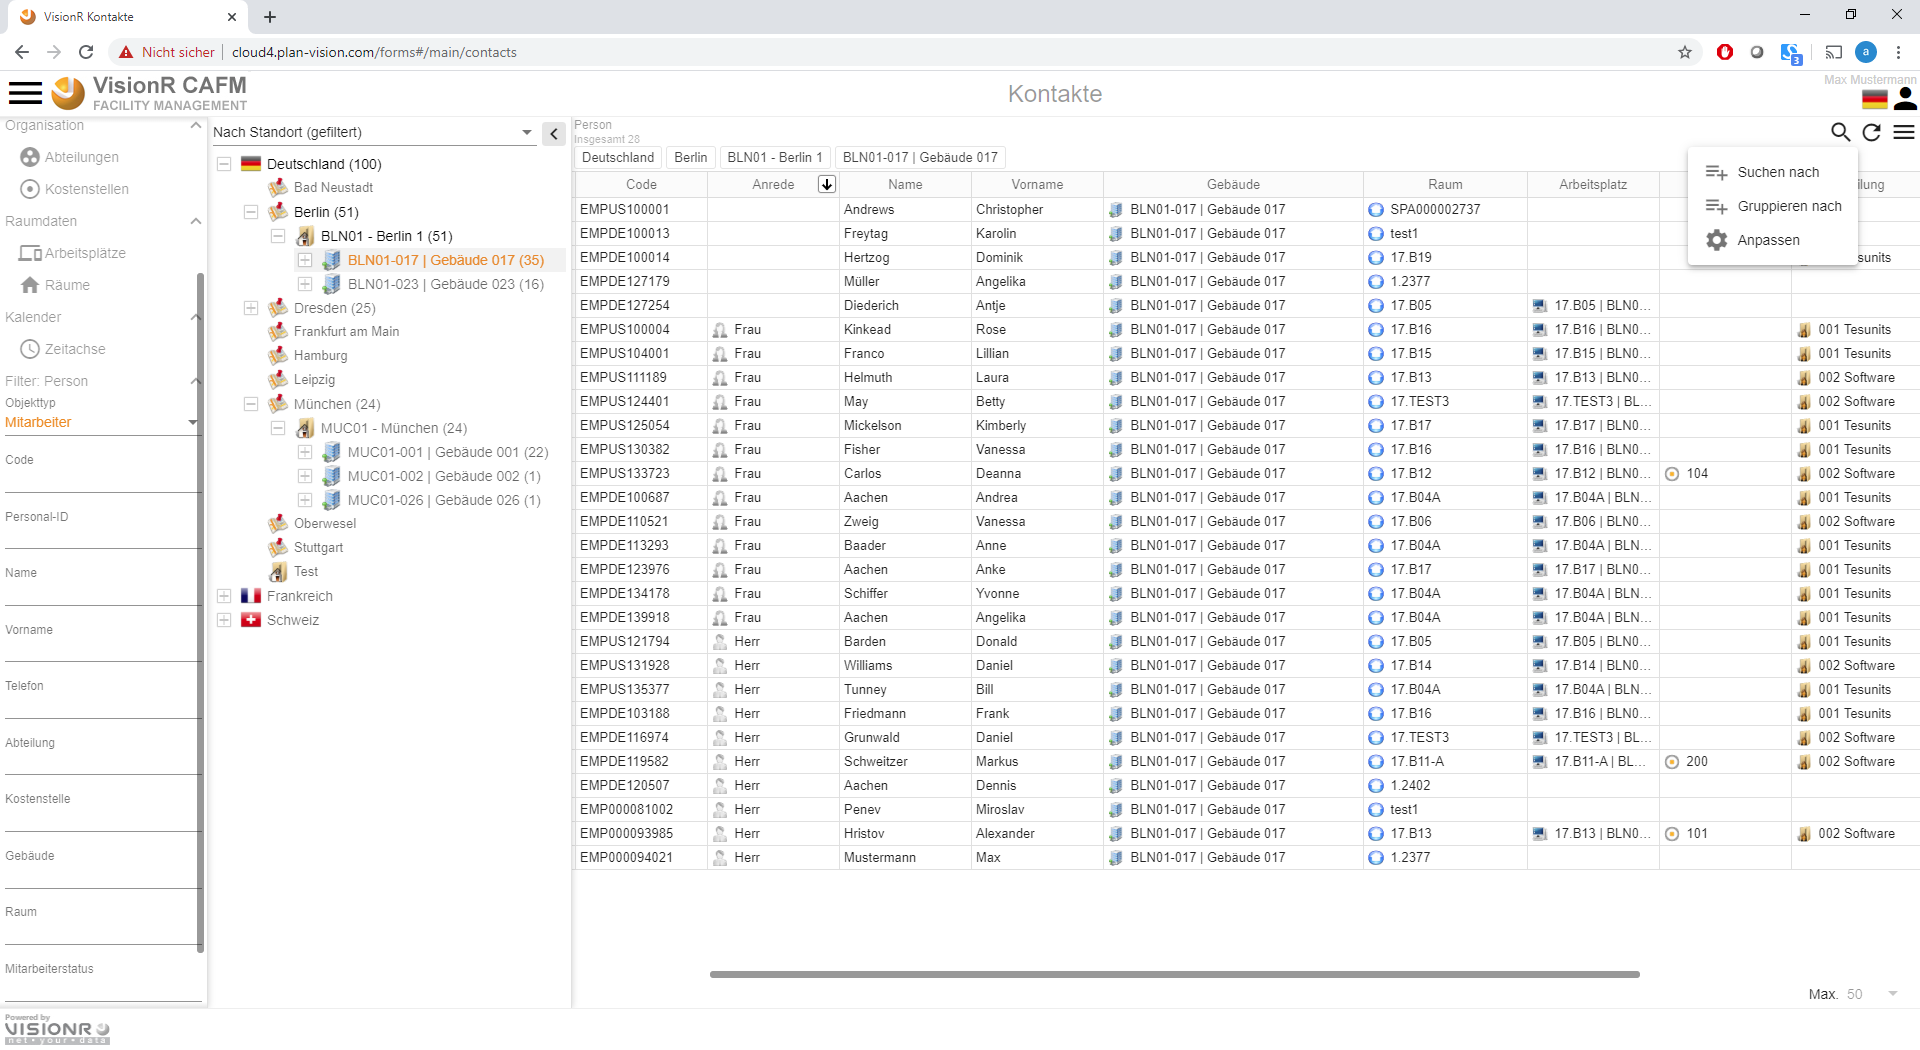 VisionR Kontakte
Nicht sicher
cloud4.plan-vision.com/forms#/main/contacts
3
a
VisionR CAFM
FACILITY MANAGEMENT
Kontakte
Max Mustermann
Organisation
Abteilungen
Kostenstellen
Raumdaten
Arbeitsplätze
Räume
Kalender
Zeitachse
Filter: Person
Objekttyp
Mitarbeiter
Code
Personal-ID
Name
Vorname
Telefon
Abteilung
Kostenstelle
Gebäude
Raum
Mitarbeiterstatus
Powered by
VISIONR
net • your • data
Nach Standort (gefiltert)
Deutschland (100)
Bad Neustadt
Berlin (51)
BLN01 - Berlin 1 (51)
BLN01-017 | Gebäude 017 (35)
BLN01-023 | Gebäude 023 (16)
Dresden (25)
Frankfurt am Main
Hamburg
Leipzig
München (24)
MUC01 - München (24)
MUC01-001 | Gebäude 001 (22)
MUC01-002 | Gebäude 002 (1)
MUC01-026 | Gebäude 026 (1)
Oberwesel
Stuttgart
Test
Frankreich
Schweiz
Person
Insgesamt 28
Deutschland Berlin BLN01 - Berlin 1 BLN01-017 | Gebäude 017
Suchen nach
Gruppieren nach
Anpassen
Code Anrede Name Vorname Gebäude Raum Arbeitsplatz ilung
EMPUS100001 Andrews Christopher BLN01-017 | Gebäude 017 SPA000002737
EMPDE100013 Freytag Karolin BLN01-017 | Gebäude 017 test1
EMPDE100014 Hertzog Dominik BLN01-017 | Gebäude 017 17.B19 sunits
EMPDE127179 Müller Angelika BLN01-017 | Gebäude 017 1.2377
EMPDE127254 Diederich Antje BLN01-017 | Gebäude 017 17.B05 17.B05 | BLN0...
EMPUS100004 Frau Kinkead Rose BLN01-017 | Gebäude 017 17.B16 17.B16 | BLN0... 001 Tesunits
EMPUS104001 Frau Franco Lillian BLN01-017 | Gebäude 017 17.B15 17.B15 | BLN0... 001 Tesunits
EMPUS111189 Frau Helmuth Laura BLN01-017 | Gebäude 017 17.B13 17.B13 | BLN0... 002 Software
EMPUS124401 Frau May Betty BLN01-017 | Gebäude 017 17.TEST3 17.TEST3 | BL... 002 Software
EMPUS125054 Frau Mickelson Kimberly BLN01-017 | Gebäude 017 17.B17 17.B17 | BLN0... 001 Tesunits
EMPUS130382 Frau Fisher Vanessa BLN01-017 | Gebäude 017 17.B16 17.B16 | BLN0... 001 Tesunits
EMPUS133723 Frau Carlos Deanna BLN01-017 | Gebäude 017 17.B12 17.B12 | BLN0... 104 002 Software
EMPDE100687 Frau Aachen Andrea BLN01-017 | Gebäude 017 17.B04A 17.B04A | BLN... 001 Tesunits
EMPDE110521 Frau Zweig Vanessa BLN01-017 | Gebäude 017 17.B06 17.B06 | BLN0... 002 Software
EMPDE113293 Frau Baader Anne BLN01-017 | Gebäude 017 17.B04A 17.B04A | BLN... 001 Tesunits
EMPDE123976 Frau Aachen Anke BLN01-017 | Gebäude 017 17.B17 17.B17 | BLN0... 001 Tesunits
EMPDE134178 Frau Schiffer Yvonne BLN01-017 | Gebäude 017 17.B04A 17.B04A | BLN... 001 Tesunits
EMPDE139918 Frau Aachen Angelika BLN01-017 | Gebäude 017 17.B04A 17.B04A | BLN... 001 Tesunits
EMPUS121794 Herr Barden Donald BLN01-017 | Gebäude 017 17.B05 17.B05 | BLN0... 001 Tesunits
EMPUS131928 Herr Williams Daniel BLN01-017 | Gebäude 017 17.B14 17.B14 | BLN0... 002 Software
EMPUS135377 Herr Tunney Bill BLN01-017 | Gebäude 017 17.B04A 17.B04A | BLN... 001 Tesunits
EMPDE103188 Herr Friedmann Frank BLN01-017 | Gebäude 017 17.B16 17.B16 | BLN0... 001 Tesunits
EMPDE116974 Herr Grunwald Daniel BLN01-017 | Gebäude 017 17.TEST3 17.TEST3 | BL... 002 Software
EMPDE119582 Herr Schweitzer Markus BLN01-017 | Gebäude 017 17.B11-A 17.B11-A | BL... 200 002 Software
EMPDE120507 Herr Aachen Dennis BLN01-017 | Gebäude 017 1.2402
EMP000081002 Herr Penev Miroslav BLN01-017 | Gebäude 017 test1
EMP000093985 Herr Hristov Alexander BLN01-017 | Gebäude 017 17.B13 17.B13 | BLN0... 101 002 Software
EMP000094021 Herr Mustermann Max BLN01-017 | Gebäude 017 1.2377
Max. 50